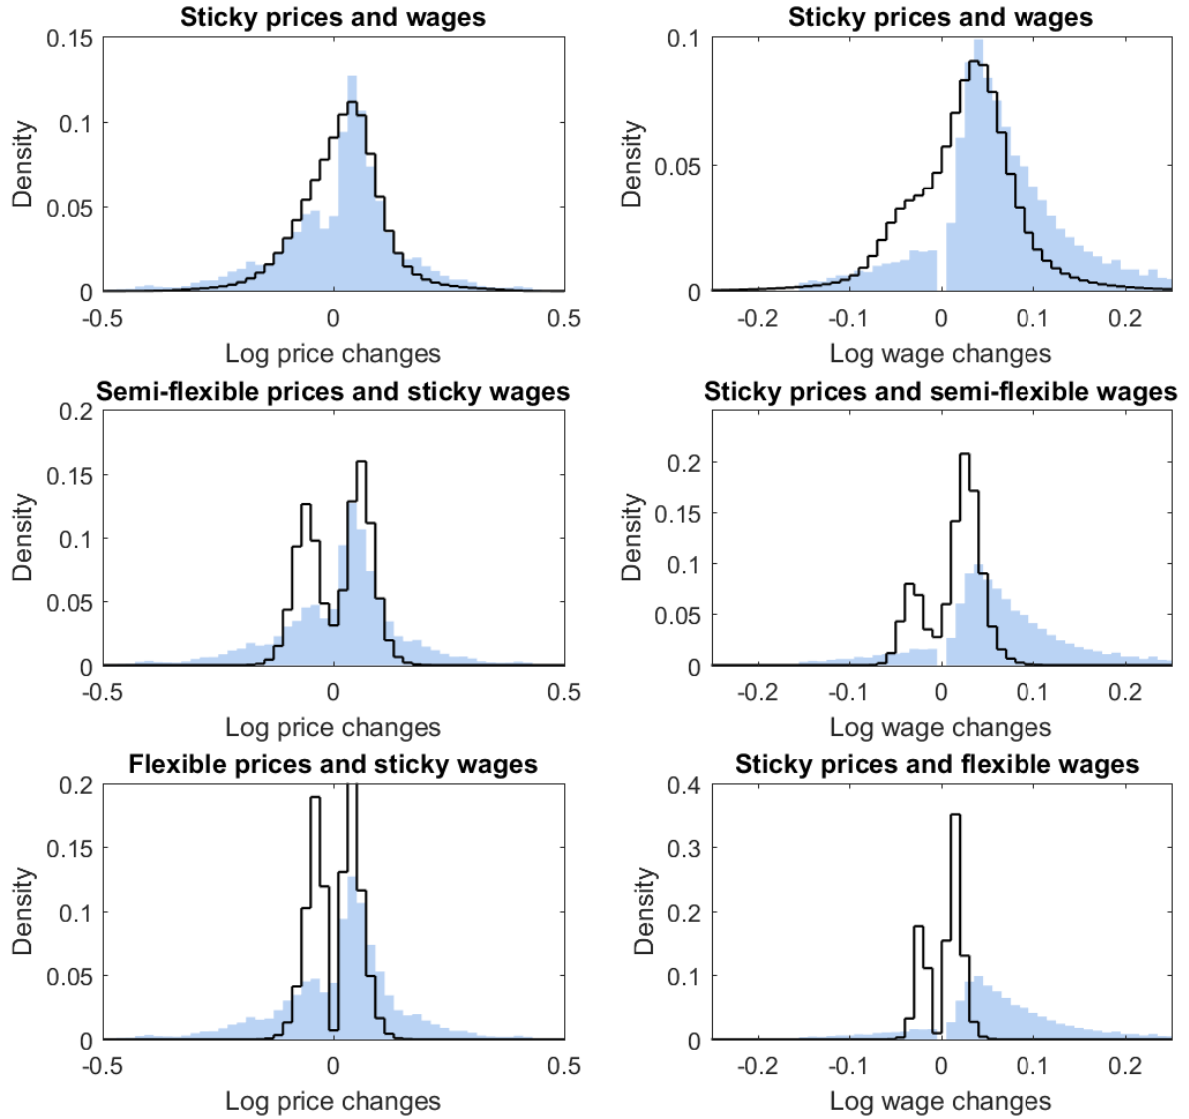 Sticky prices and wages
0.15
0.1
0.05
0
Density
-0.5
0
0.5
Log price changes
Sticky prices and wages
0.1
0.05
0
Density
-0.2
-0.1
0
0.1
0.2
Log wage changes
Semi-flexible prices and sticky wages
0.2
0.15
0.1
0.05
0
Density
-0.5
0
0.5
Log price changes
Sticky prices and semi-flexible wages
0.2
0.15
0.1
0.05
0
Density
-0.2
-0.1
0
0.1
0.2
Log wage changes
Flexible prices and sticky wages
0.2
0.15
0.1
0.05
0
Density
-0.5
0
0.5
Log price changes
Sticky prices and flexible wages
0.4
0.3
0.2
0.1
0
Density
-0.2
-0.1
0
0.1
0.2
Log wage changes